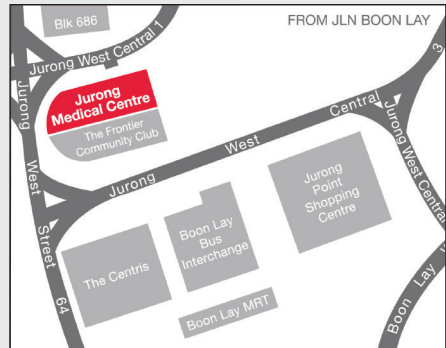 Blk 686
FROM JLN BOON LAY
Jurong West Central 1
Jurong
Medical Centre
The Frontier
Community Club
Jurong West Street 64
Jurong West Central 3
Jurong West Central
Jurong
Point
Shopping
Centre
Boon Lay
Bus
Interchange
The Centris
Boon Lay MRT
Boon Lay